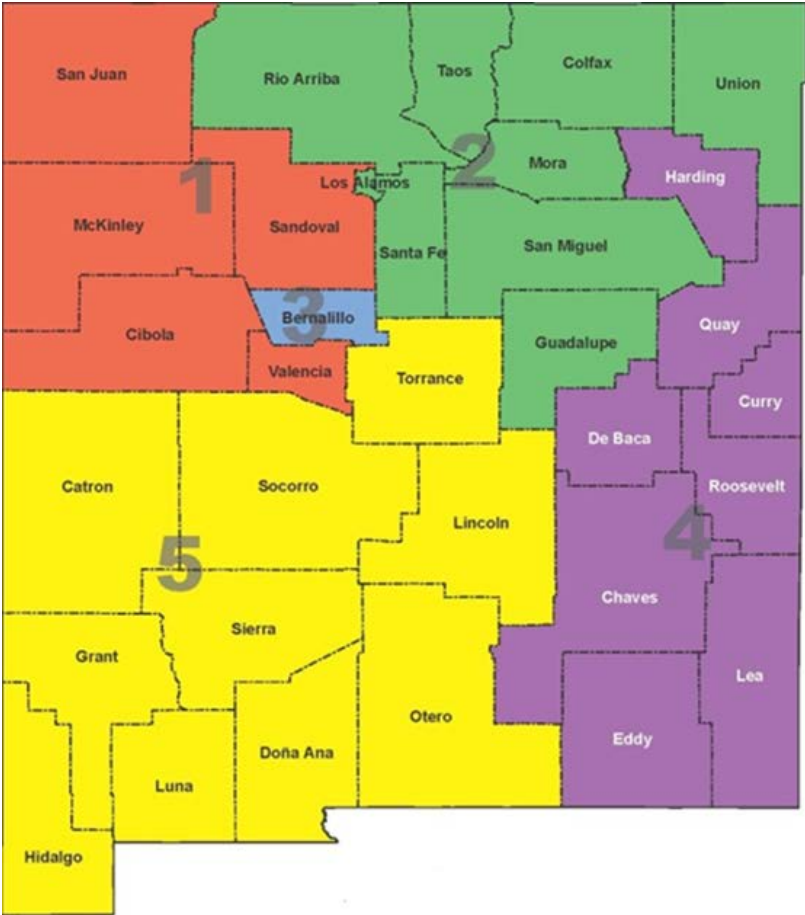 San Juan
Rio Arriba
Taos
Colfax
Union
1
2
Mora
Harding
Los Alamos
McKinley
Sandoval
Santa Fe
San Miguel
3
Bernalillo
Cibola
Quay
Guadalupe
Valencia
Torrance
Curry
De Baca
Catron
Socorro
Roosevelt
Lincoln
4
5
Chaves
Sierra
Grant
Lea
Otero
Eddy
Doña Ana
Luna
Hidalgo